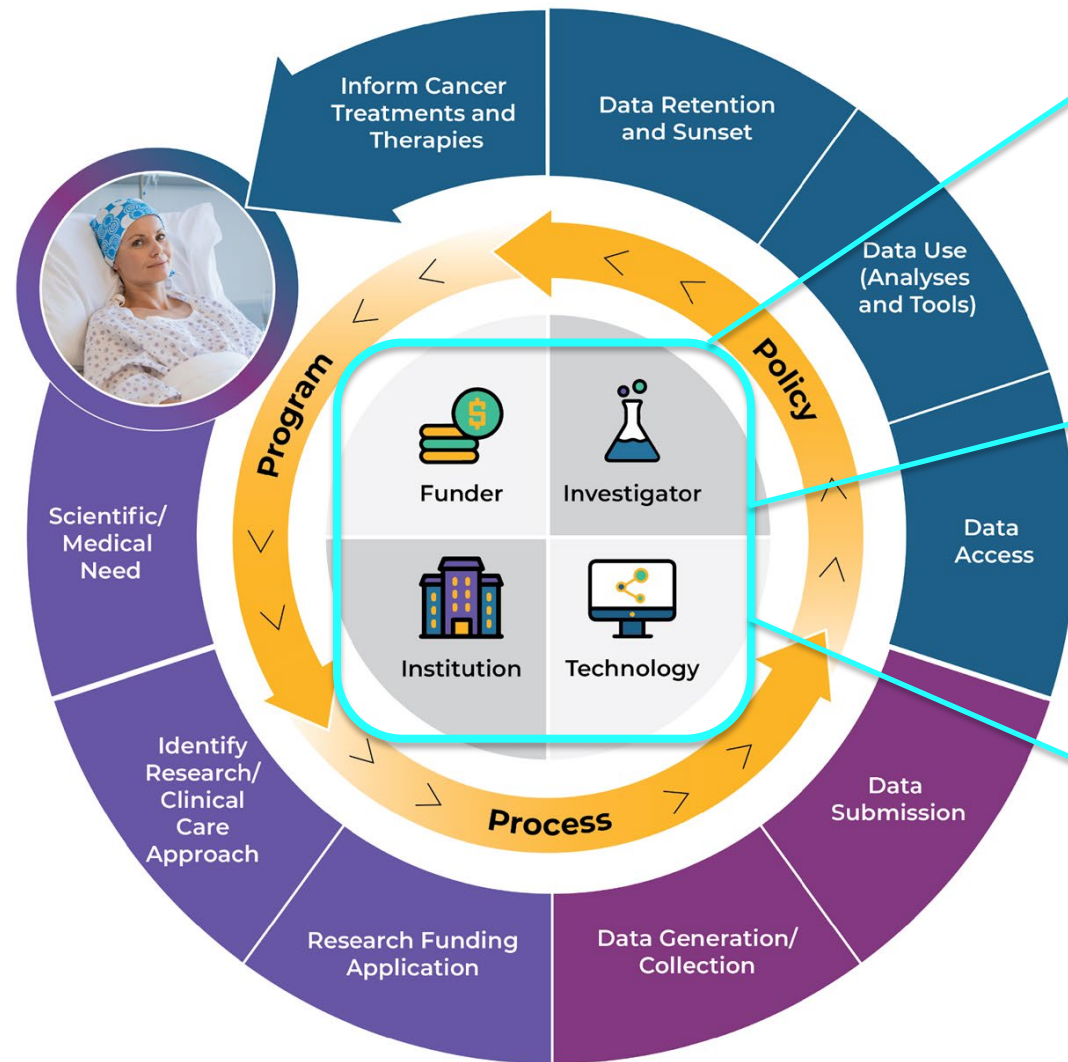 Inform Cancer
Treatments and
Therapies
Data Retention
and Sunset
Data Use
(Analyses
and Tools)
Data
Access
Data
Submission
Data Generation/
Collection
Research Funding
Application
Identify
Research/
Clinical
Care
Approach
Scientific/
Medical
Need
Program
Policy
Process
Funder
Investigator
Institution
Technology
$